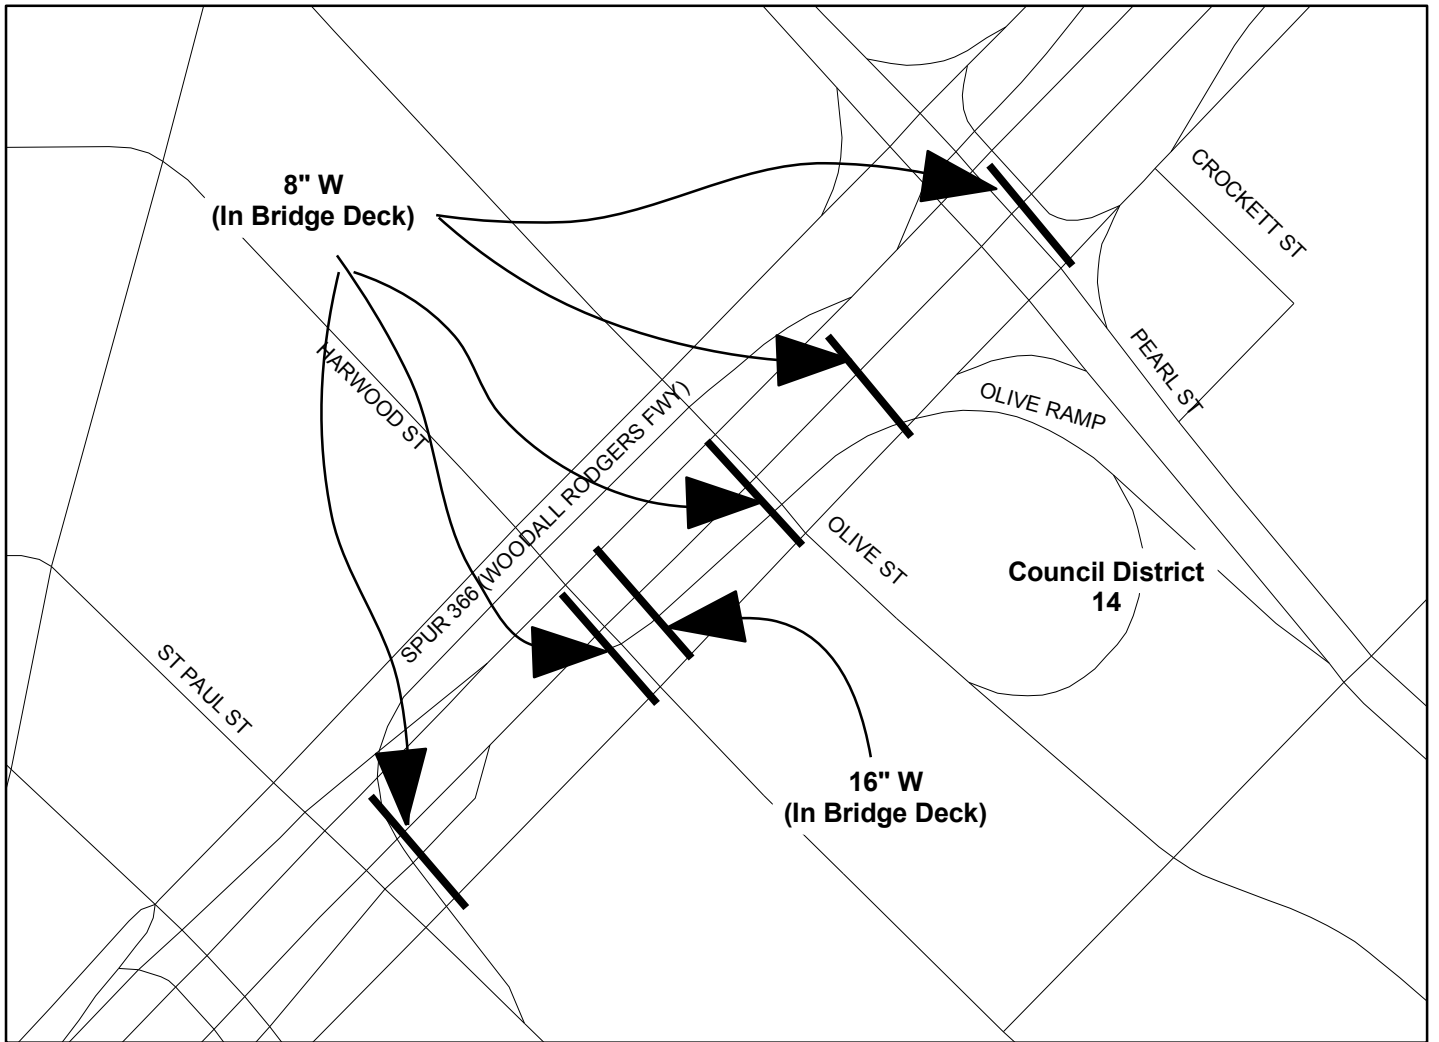 CROCKETT ST
8" W
(In Bridge Deck)
HARWOOD ST
PEARL ST
OLIVE RAMP
SPUR 366 (WOODALL RODGERS FWY)
OLIVE ST
Council District
14
ST PAUL ST
16" W
(In Bridge Deck)